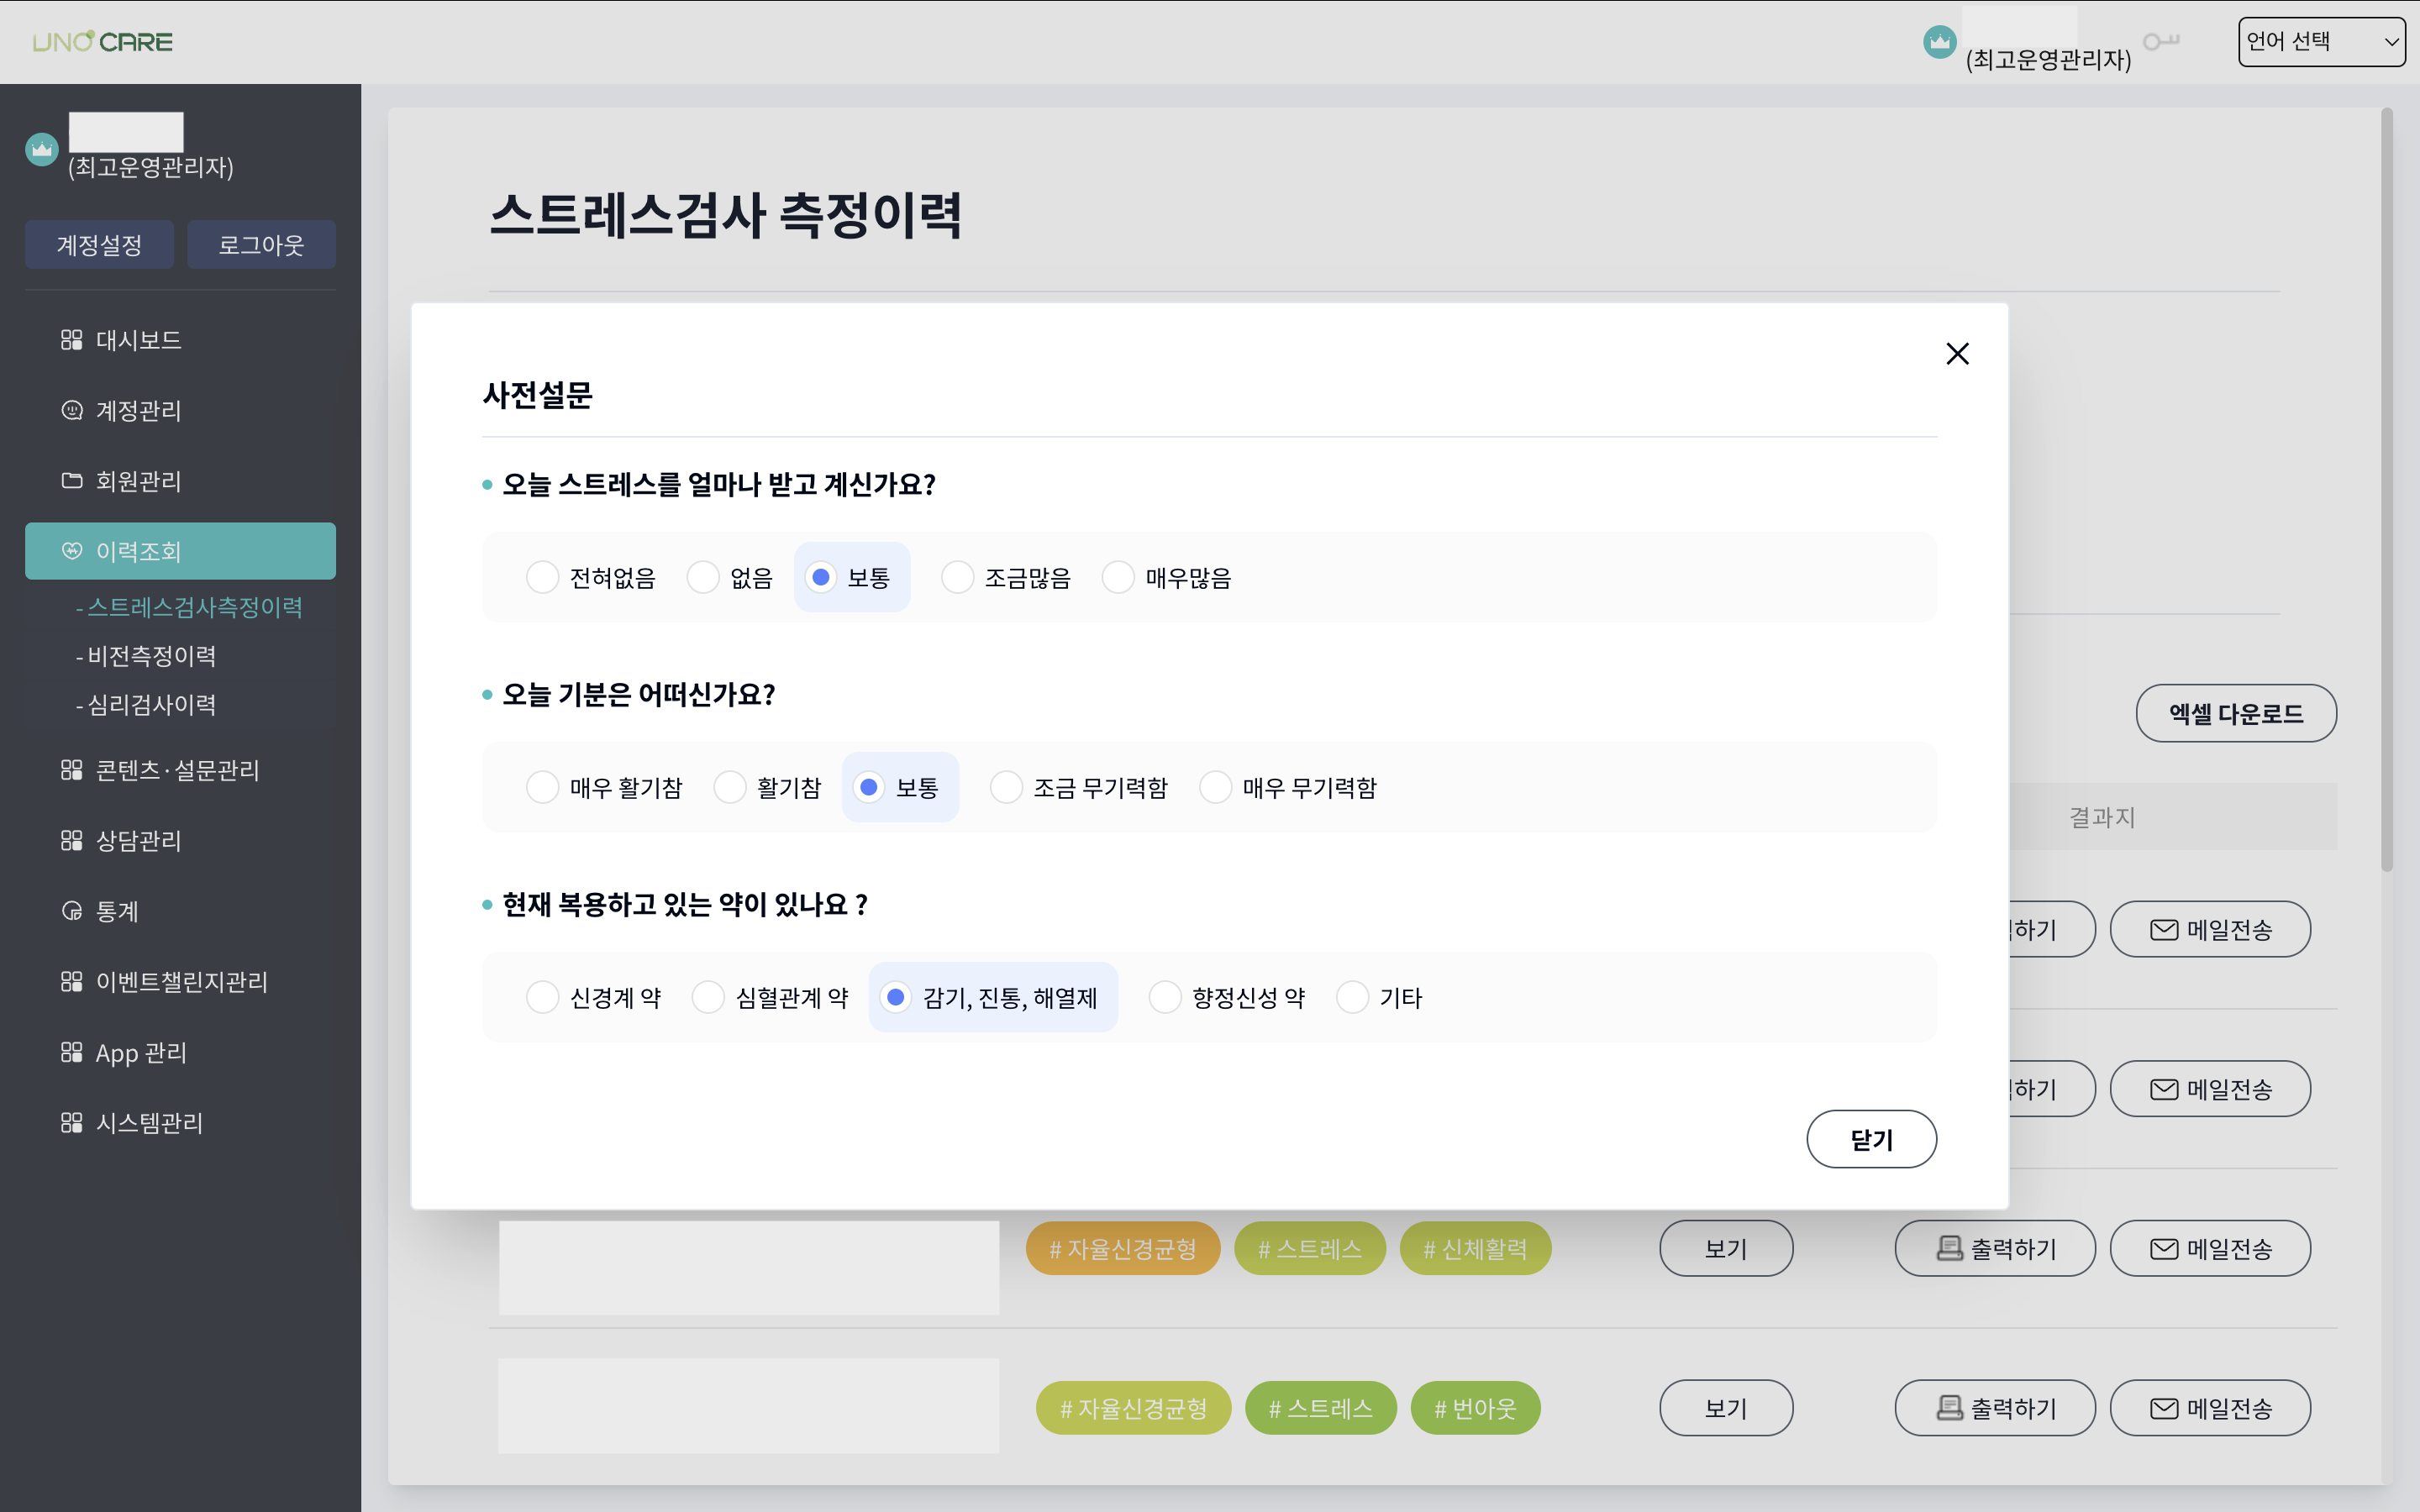 UNO CARE
(최고운영관리자)
언어 선택
(최고운영관리자)
계정설정
로그아웃
대시보드
계정관리
회원관리
이력조회
- 스트레스검사측정이력
- 비전측정이력
- 심리검사이력
콘텐츠·설문관리
상담관리
통계
이벤트챌린지관리
App 관리
시스템관리
스트레스검사 측정이력
사전설문
오늘 스트레스를 얼마나 받고 계신가요?
전혀없음 없음 보통 조금많음 매우많음
오늘 기분은 어떠신가요?
매우 활기참 활기참 보통 조금 무기력함 매우 무기력함
현재 복용하고 있는 약이 있나요 ?
신경계 약 심혈관계 약 감기, 진통, 해열제 향정신성 약 기타
닫기
엑셀 다운로드
결과지
하기 메일전송
하기 메일전송
# 자율신경균형 # 스트레스 # 신체활력 보기 출력하기 메일전송
# 자율신경균형 # 스트레스 # 번아웃 보기 출력하기 메일전송